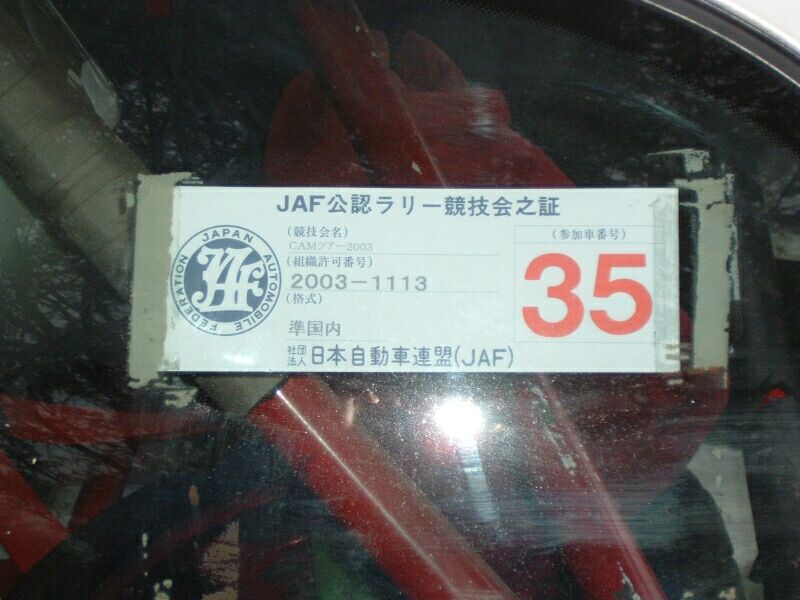 JAF公認ラリー競技会之証
(競技会名)
CAMツアー2003
(組織許可番号)
2003-1113
(格式)
準国内
社団法人 日本自動車連盟(JAF)
(参加車番号)
35
JAPAN AUTOMOBILE FEDERATION
JAF